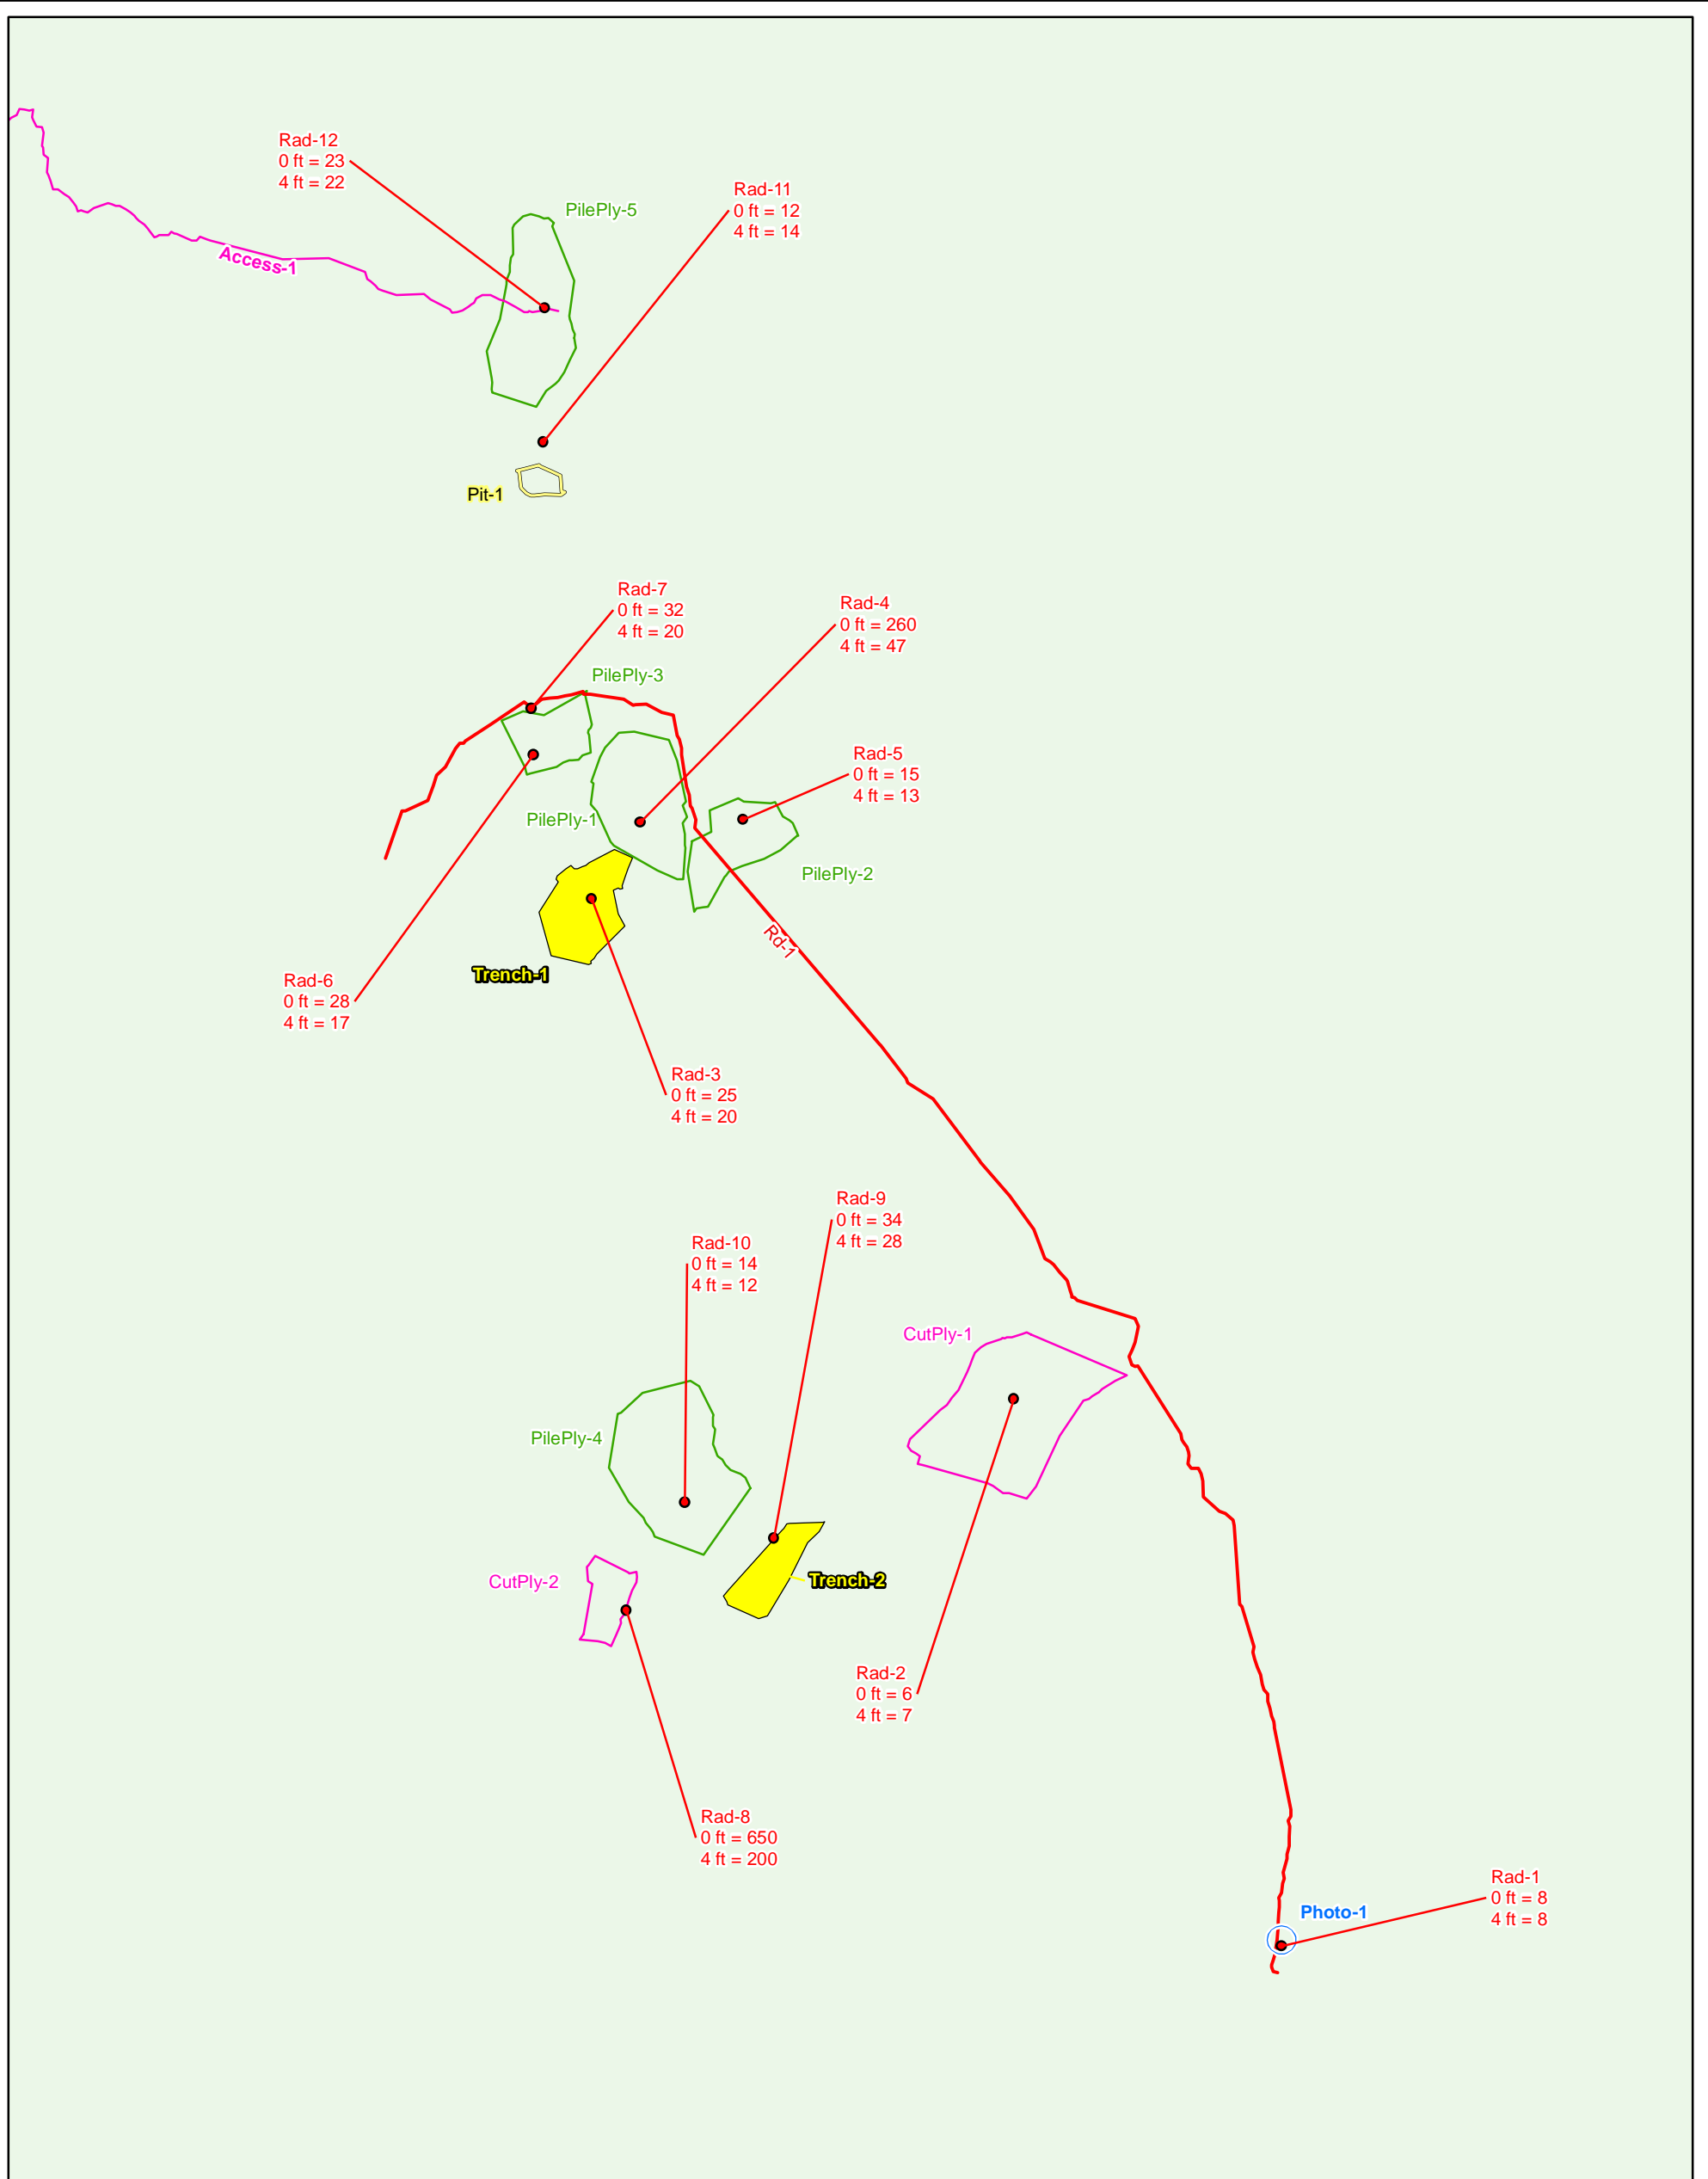 Rad-12
0 ft = 23
4 ft = 22
Rad-11
0 ft = 12
4 ft = 14
PilePly-5
Access-1
Pit-1
Rad-7
0 ft = 32
4 ft = 20
Rad-4
0 ft = 260
4 ft = 47
PilePly-3
Rad-5
0 ft = 15
4 ft = 13
PilePly-1
PilePly-2
Rd-1
Trench-1
Rad-6
0 ft = 28
4 ft = 17
Rad-3
0 ft = 25
4 ft = 20
Rad-9
0 ft = 34
4 ft = 28
Rad-10
0 ft = 14
4 ft = 12
CutPly-1
PilePly-4
CutPly-2
Trench-2
Rad-2
0 ft = 6
4 ft = 7
Rad-8
0 ft = 650
4 ft = 200
Rad-1
0 ft = 8
4 ft = 8
Photo-1